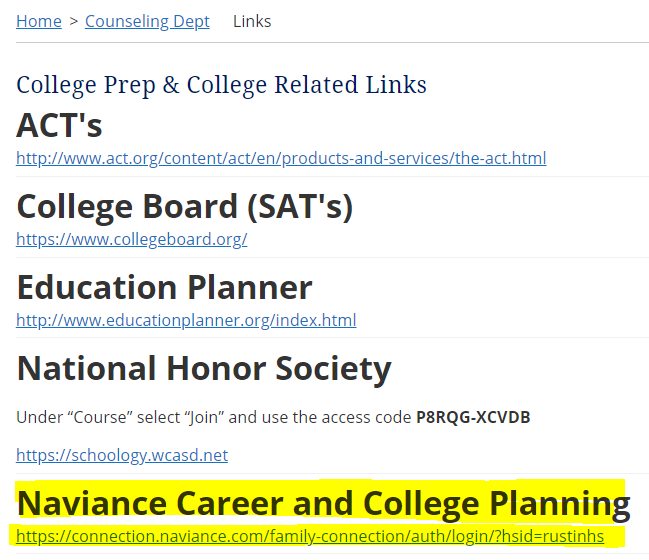 Home > Counseling Dept Links
College Prep & College Related Links
ACT's
http://www.act.org/content/act/en/products-and-services/the-act.html
College Board (SAT's)
https://www.collegeboard.org/
Education Planner
http://www.educationplanner.org/index.html
National Honor Society
Under “Course” select “Join” and use the access code P8RQG-XCVDB
https://schoology.wcasd.net
Naviance Career and College Planning
https://connection.naviance.com/family-connection/auth/login/?hsid=rustinhs